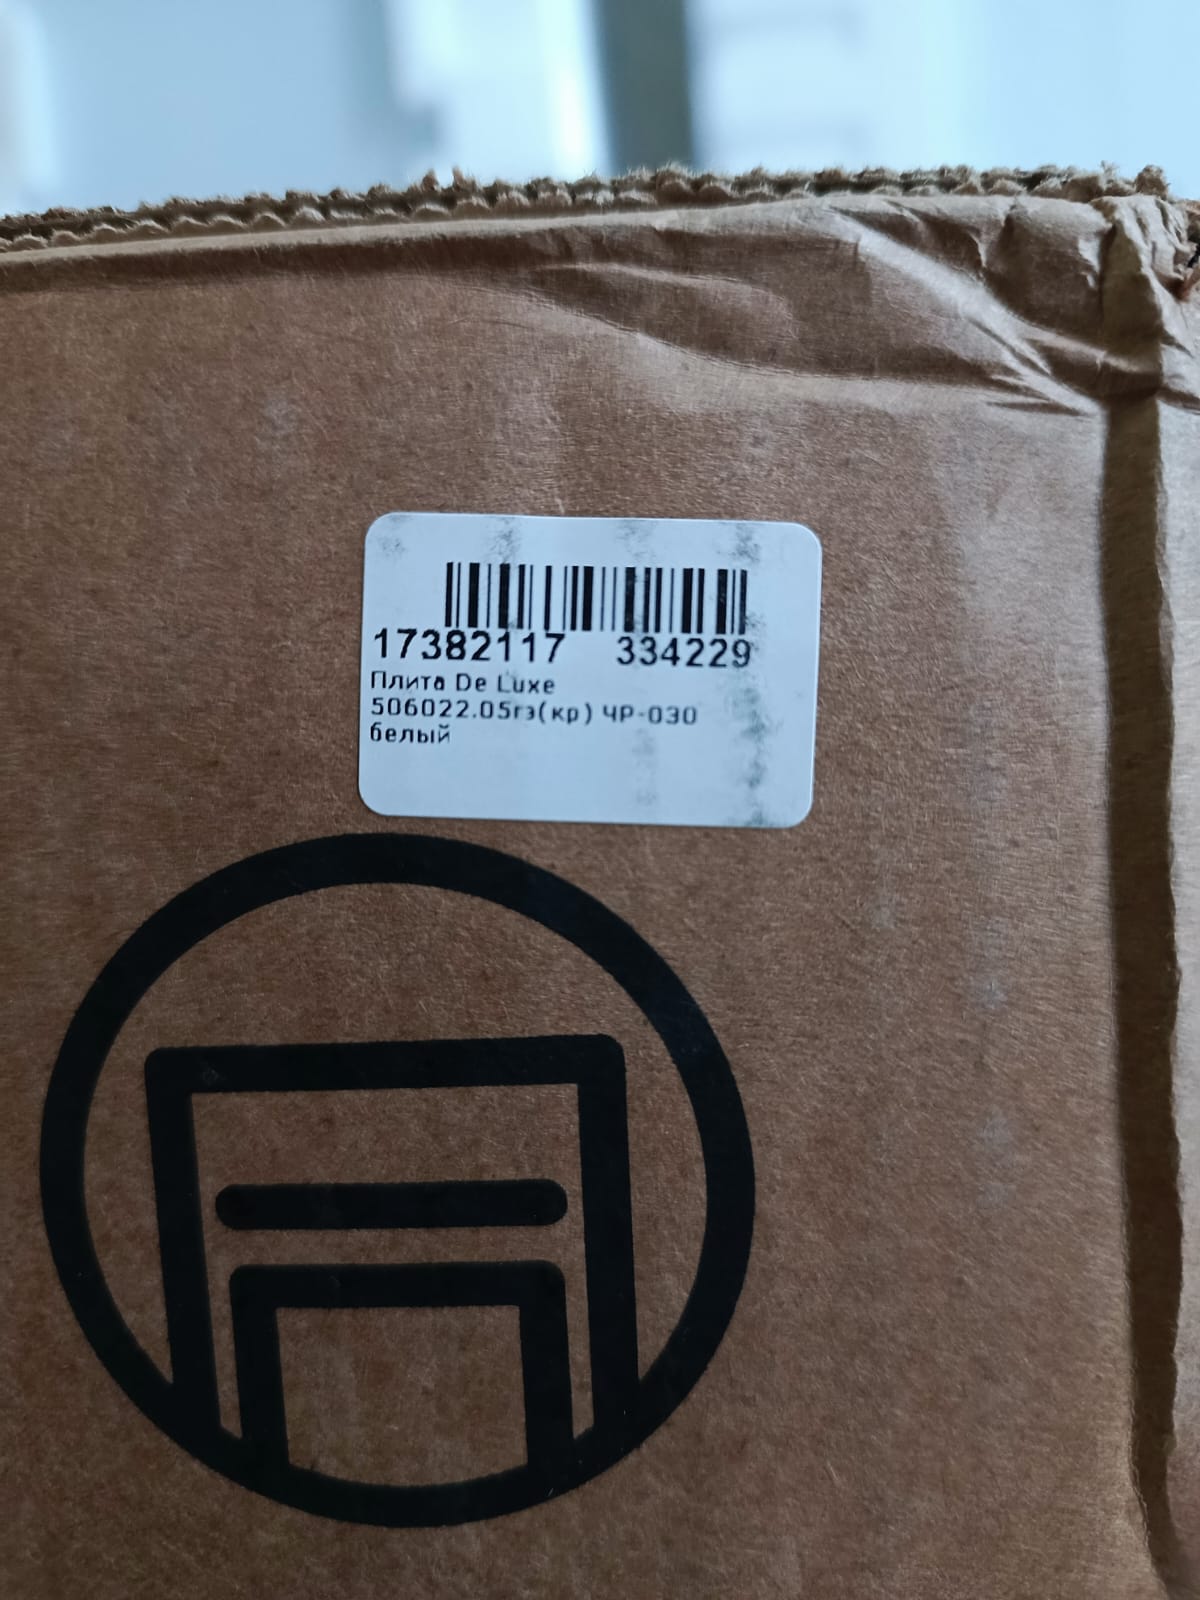 17382117 334229
Плита De Luxe
506022.05гэ(кр) ЧР-030
белый